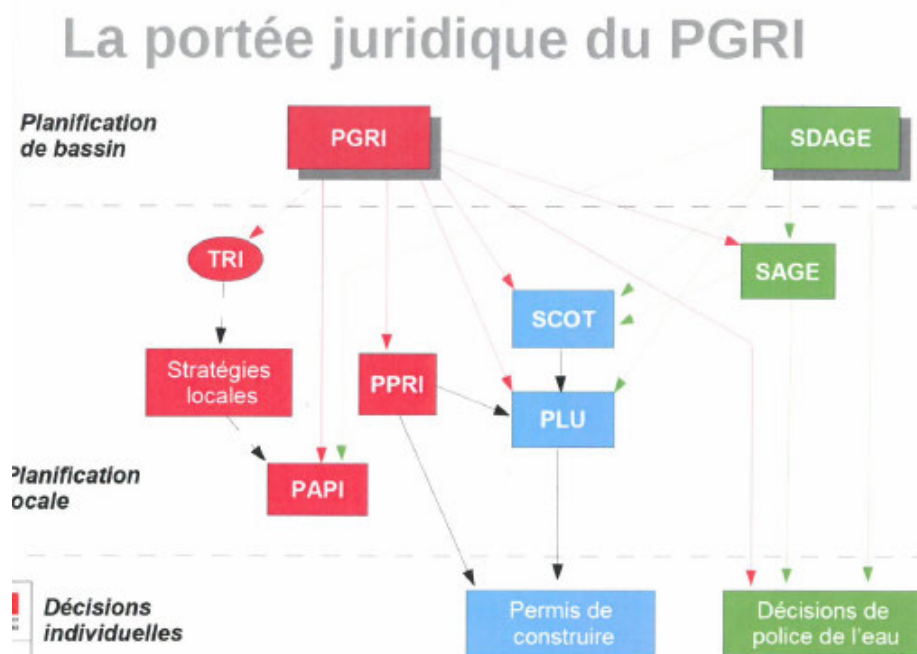 La portée juridique du PGRI
Planification
de bassin
PGRI
SDAGE
TRI
SAGE
SCOT
Stratégies
locales
PPRI
PLU
Planification
ocale
PAPI
Décisions
individuelles
Permis de
construire
Décisions de
police de l'eau